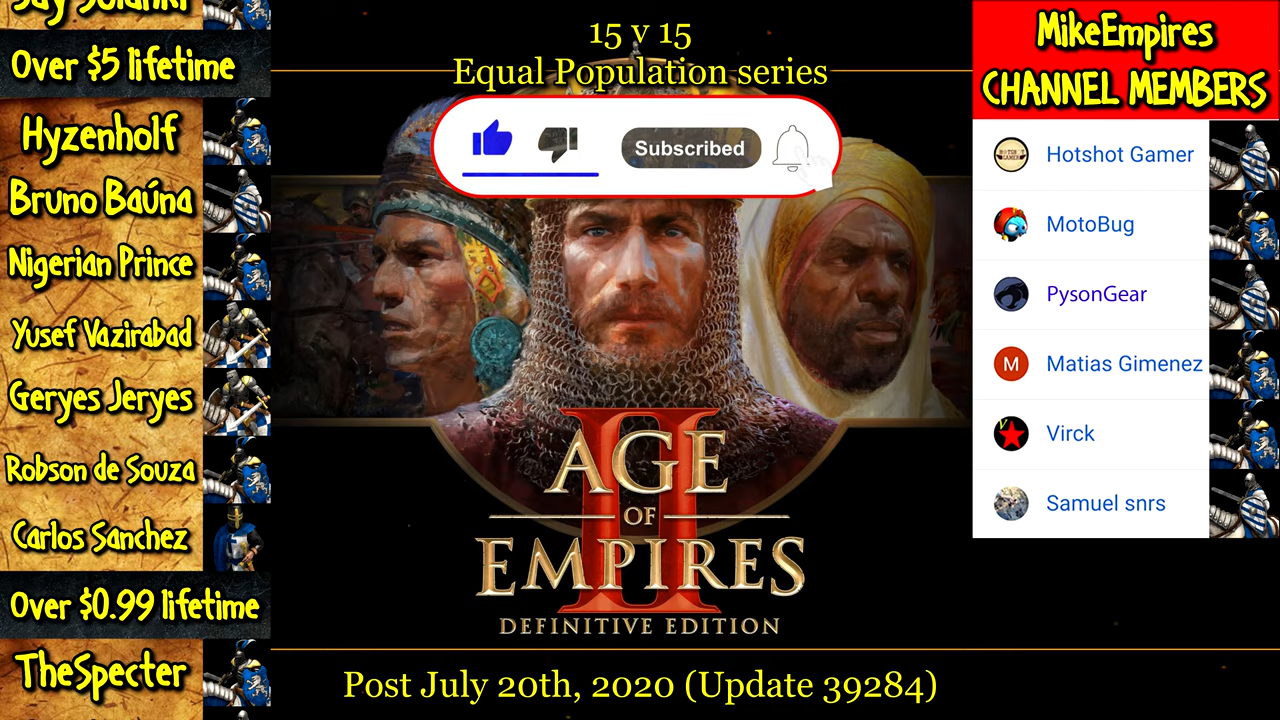 Jay Solanki
Over $5 lifetime
Hyzenholf
Bruno Baúna
Nigerian Prince
Yusef Vazirabad
Geryes Jeryes
Robson de Souza
Carlos Sanchez
Over $0.99 lifetime
TheSpecter
15 v 15
Equal Population series
Subscribed
AGE
OF
EMPIRES
II
DEFINITIVE EDITION
Post July 20th, 2020 (Update 39284)
MikeEmpires
CHANNEL MEMBERS
Hotshot Gamer
MotoBug
PysonGear
M
Matias Gimenez
Virck
Samuel snrs